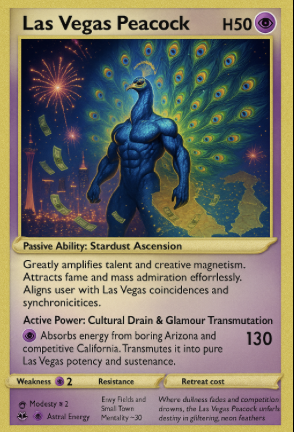 Las Vegas Peacock H50
Passive Ability: Stardust Ascension
Greatly amplifies talent and creative magnetism.
Attracts fame and mass admiration effortlessly.
Aligns user with Las Vegas coincidences and
synchronicitices.
Active Power: Cultural Drain & Glamour Transmutation
Absorbs energy from boring Arizona and
competitive California. Transmutes it into pure
Las Vegas potency and sustenance.
130
Weakness 2 Resistance Retreat cost
Modesty # 2
Astral Energy
Envy Fields and
Small Town
Mentality −30
Where dullness fades and competition
drowns, the Las Vegas Peacock unfurls
destiny in glittering, neon feathers